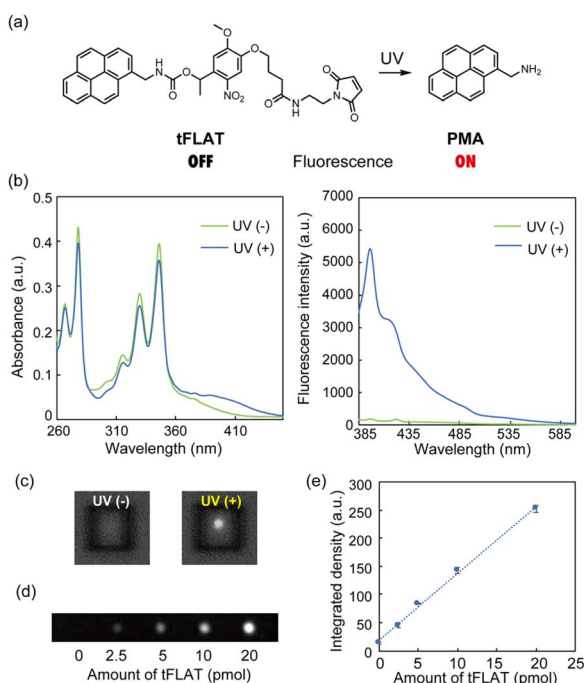 (a)
O
N
H
O
O
O
O
NO₂
O
N
H
N
O
O
UV
NH₂
tFLAT
PMA
OFF
Fluorescence
ON
(b)
0.5
0.4
0.3
0.2
0.1
0
Absorbance (a.u.)
UV (-)
UV (+)
260
310
360
410
Wavelength (nm)
7000
6000
5000
4000
3000
2000
1000
0
Fluorescence intensity (a.u.)
UV (-)
UV (+)
385
435
485
535
585
Wavelength (nm)
(c)
UV (-)
UV (+)
(d)
0 2.5 5 10 20
Amount of tFLAT (pmol)
(e)
300
250
200
150
100
50
0
Integrated density (a.u.)
0 5 10 15 20 25
Amount of tFLAT (pmol)